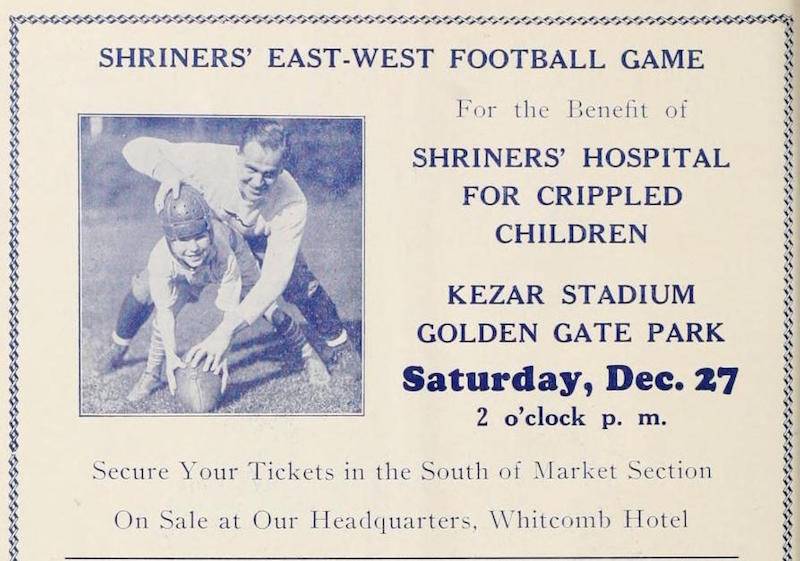 SHRINERS' EAST-WEST FOOTBALL GAME
For the Benefit of
SHRINERS' HOSPITAL
FOR CRIPPLED
CHILDREN
KEZAR STADIUM
GOLDEN GATE PARK
Saturday, Dec. 27
2 o'clock p. m.
Secure Your Tickets in the South of Market Section
On Sale at Our Headquarters, Whitcomb Hotel